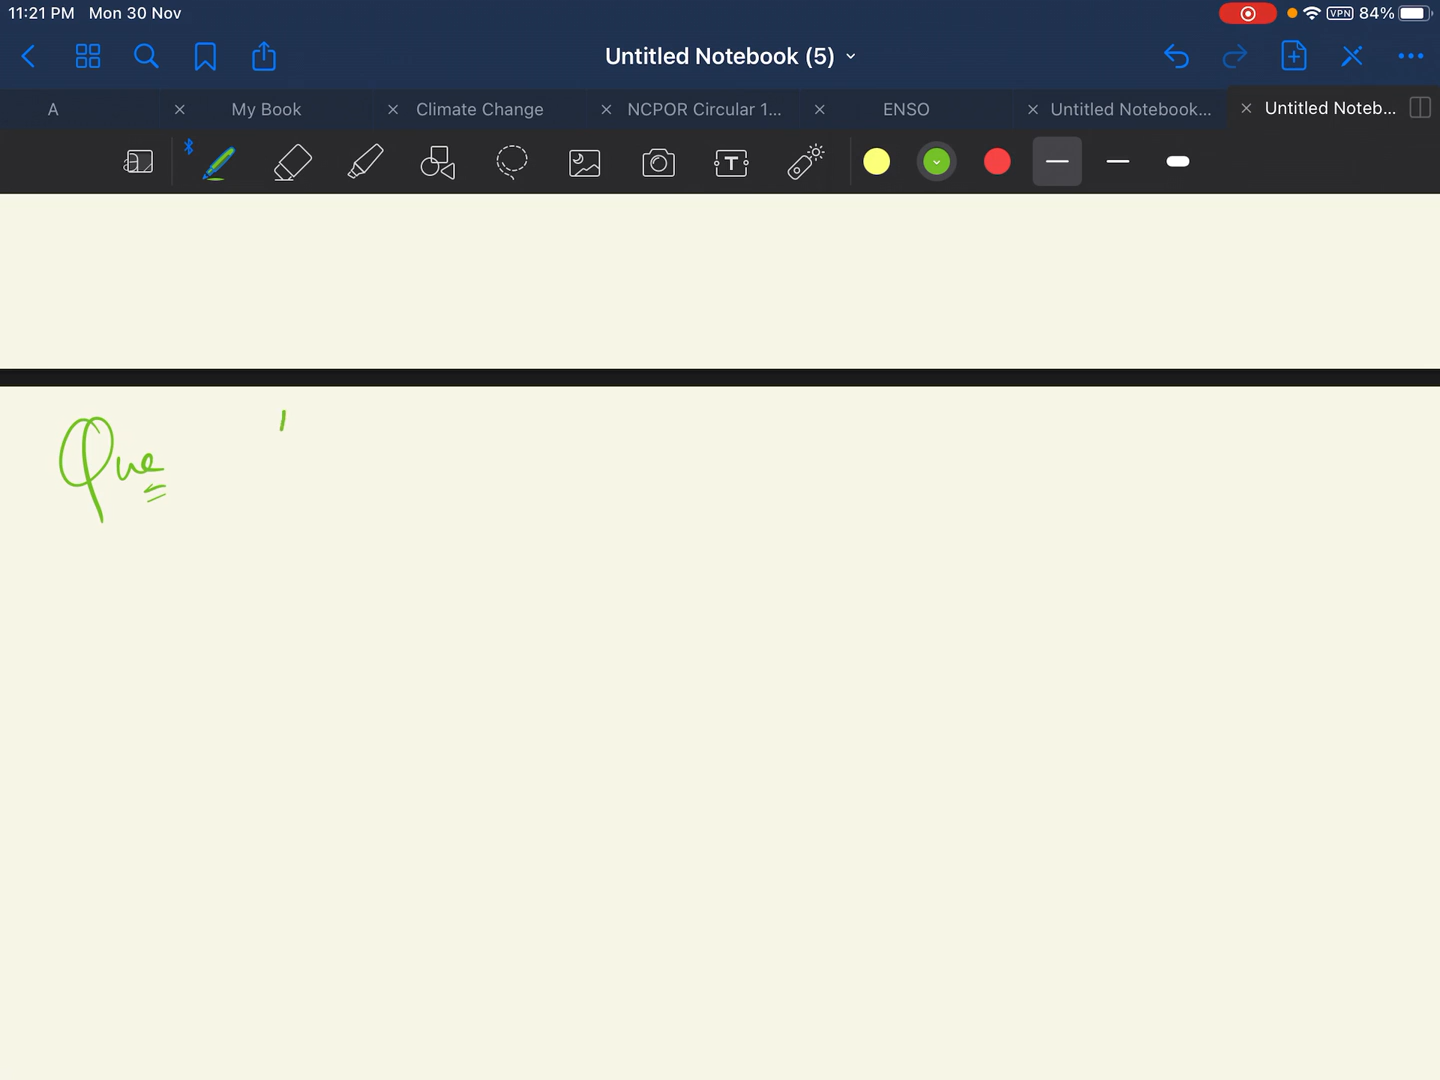 11:21 PM Mon 30 Nov VPN 84%
Untitled Notebook (5)
A My Book Climate Change NCPOR Circular 1... ENSO Untitled Notebook... Untitled Noteb...
T
Que